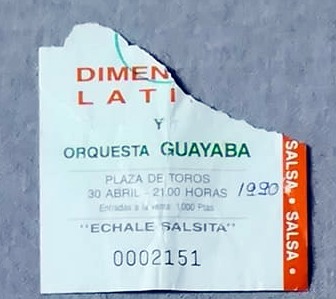 DIMEN
LATI
Y
ORQUESTA GUAYABA
PLAZA DE TOROS
30 ABRIL - 21.00 HORAS 1990
Entradas a la venta: 1.000 Ptas.
"ECHALE SALSITA"
0002151
SALSA • SALSA •